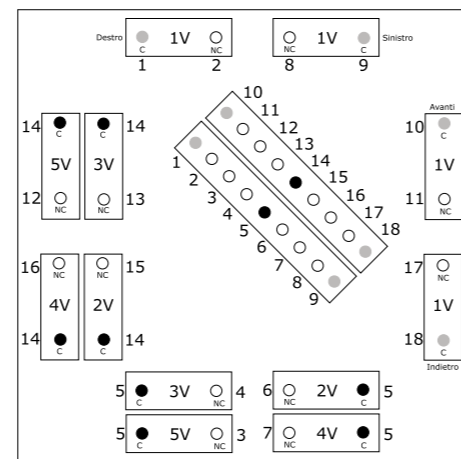 Destro C 1V NC NC 1V C Sinistro
1 2 8 9
10
11
12
13
14
15
16
17
18
1
2
3
4
5
6
7
8
9
14 C C 14
5V 3V
12 NC NC 13
Avanti
10 C
1V
11 NC
16 NC NC 15
4V 2V
14 C C 14
17 NC
1V
18 C
Indietro
5 C 3V NC 4 6 NC 2V C 5
5 C 5V NC 3 7 NC 4V C 5